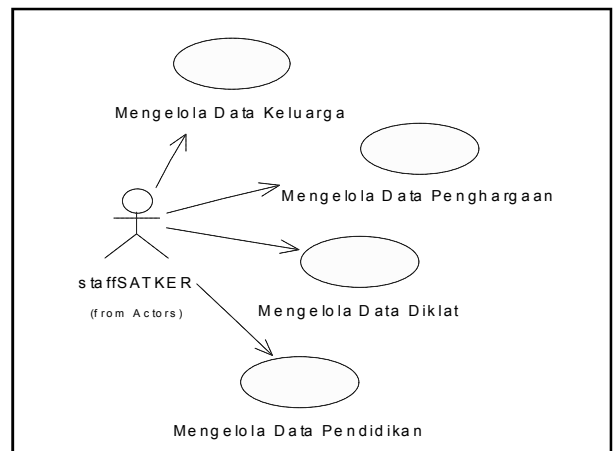 Mengelola Data Keluarga
Mengelola Data Penghargaan
staffSATKER
(from Actors)
Mengelola Data Diklat
Mengelola Data Pendidikan